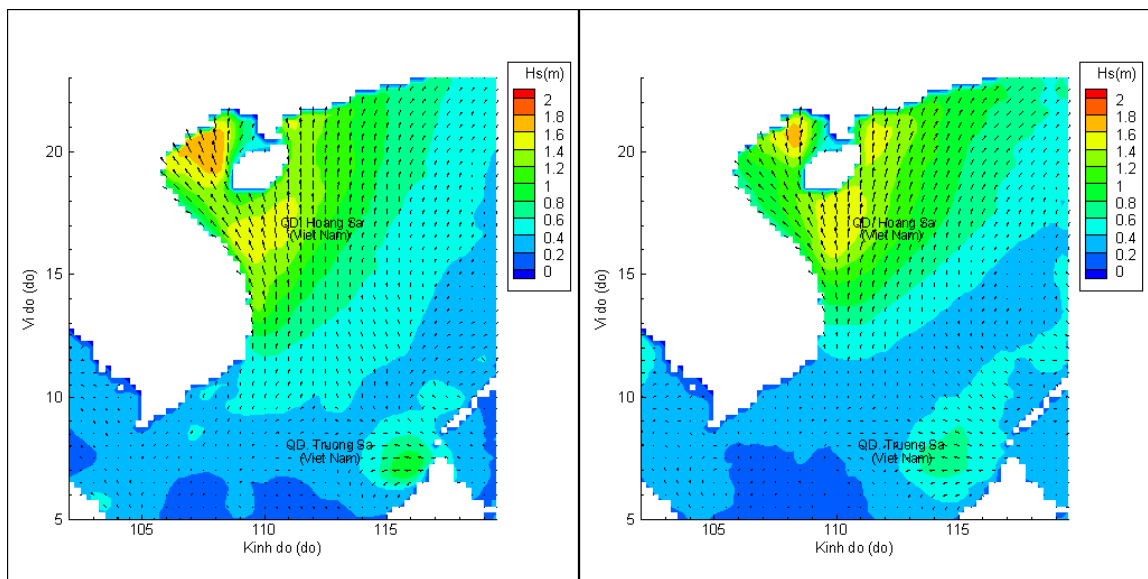 Hs(m)
2
1.8
1.6
1.4
1.2
1
0.8
0.6
0.4
0.2
0
20
15
10
5
Vi do (do)
QD. Hoang Sa
(Viet Nam)
QD. Truong Sa
(Viet Nam)
105
110
115
Kinh do (do)
Hs(m)
2
1.8
1.6
1.4
1.2
1
0.8
0.6
0.4
0.2
0
20
15
10
5
Vi do (do)
QD. Hoang Sa
(Viet Nam)
QD. Truong Sa
(Viet Nam)
105
110
115
Kinh do (do)